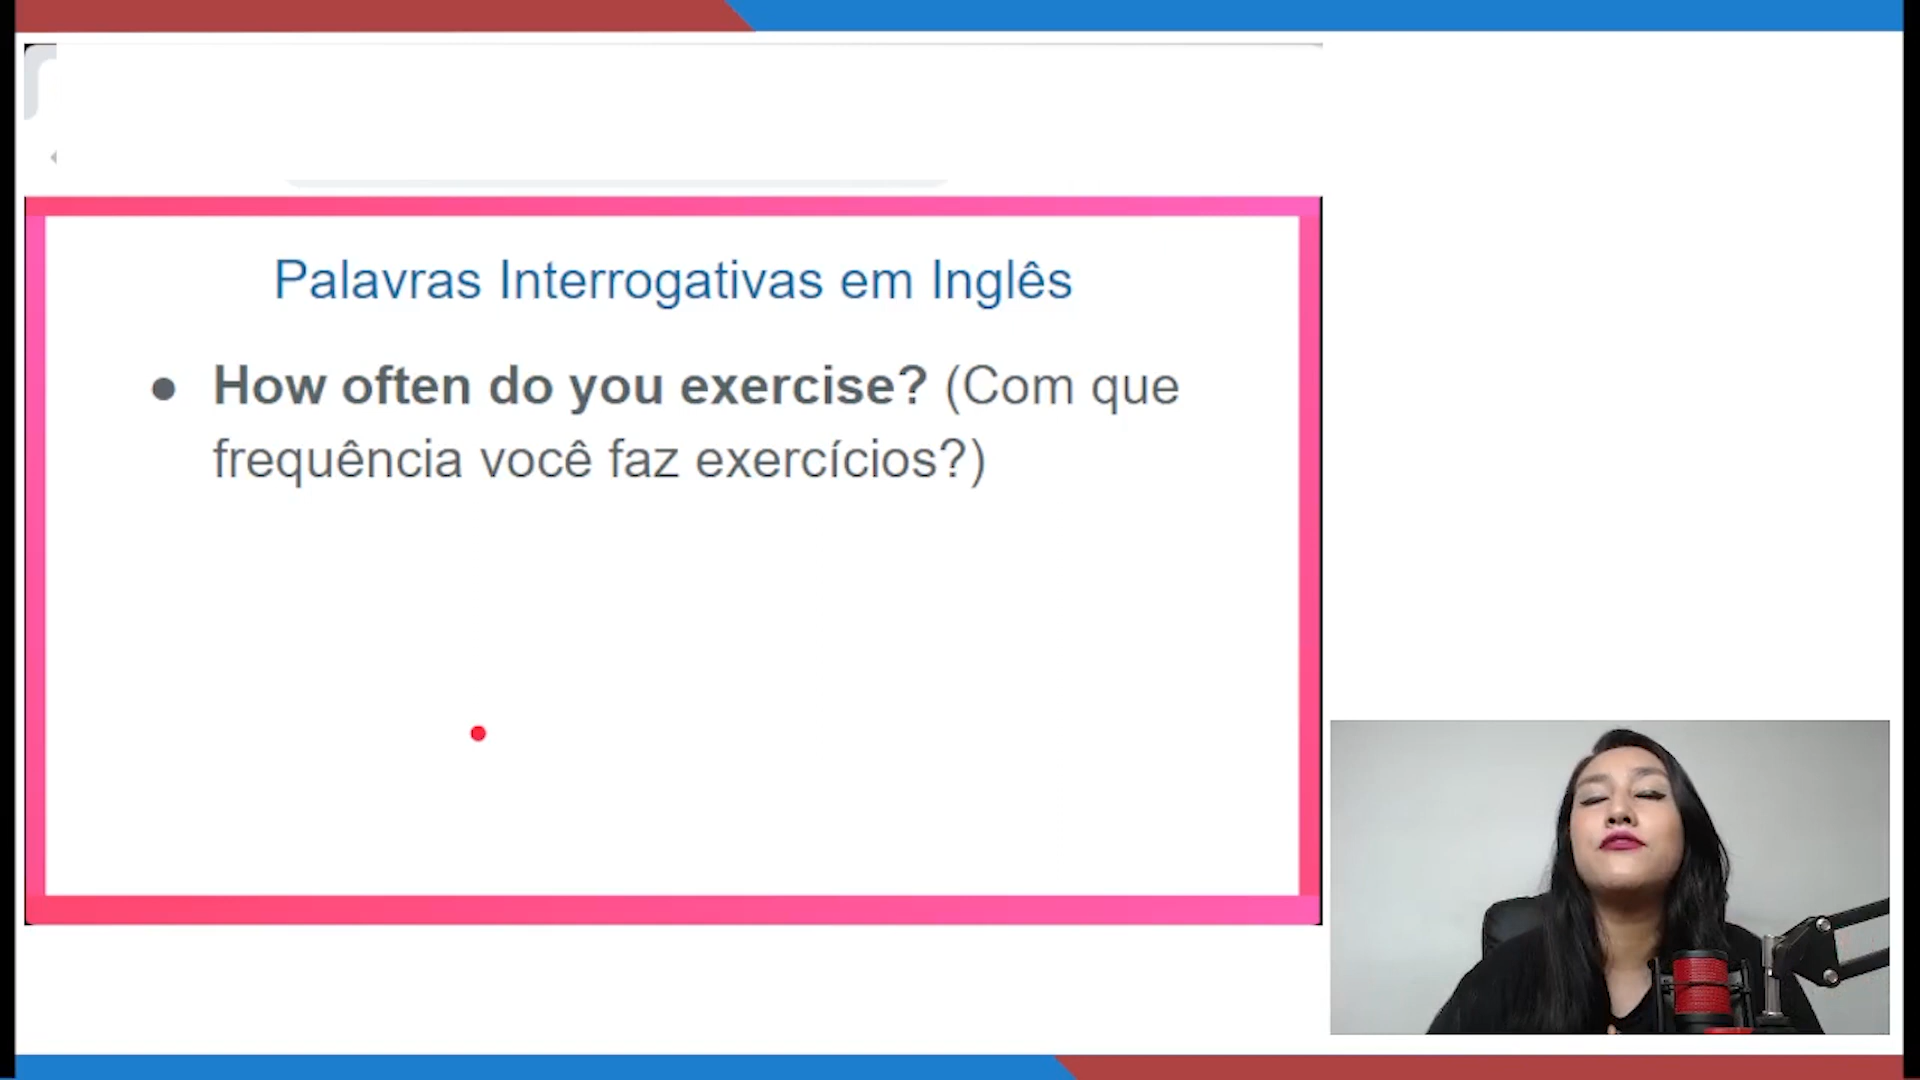 Palavras Interrogativas em Inglês
● How often do you exercise? (Com que
frequência você faz exercícios?)